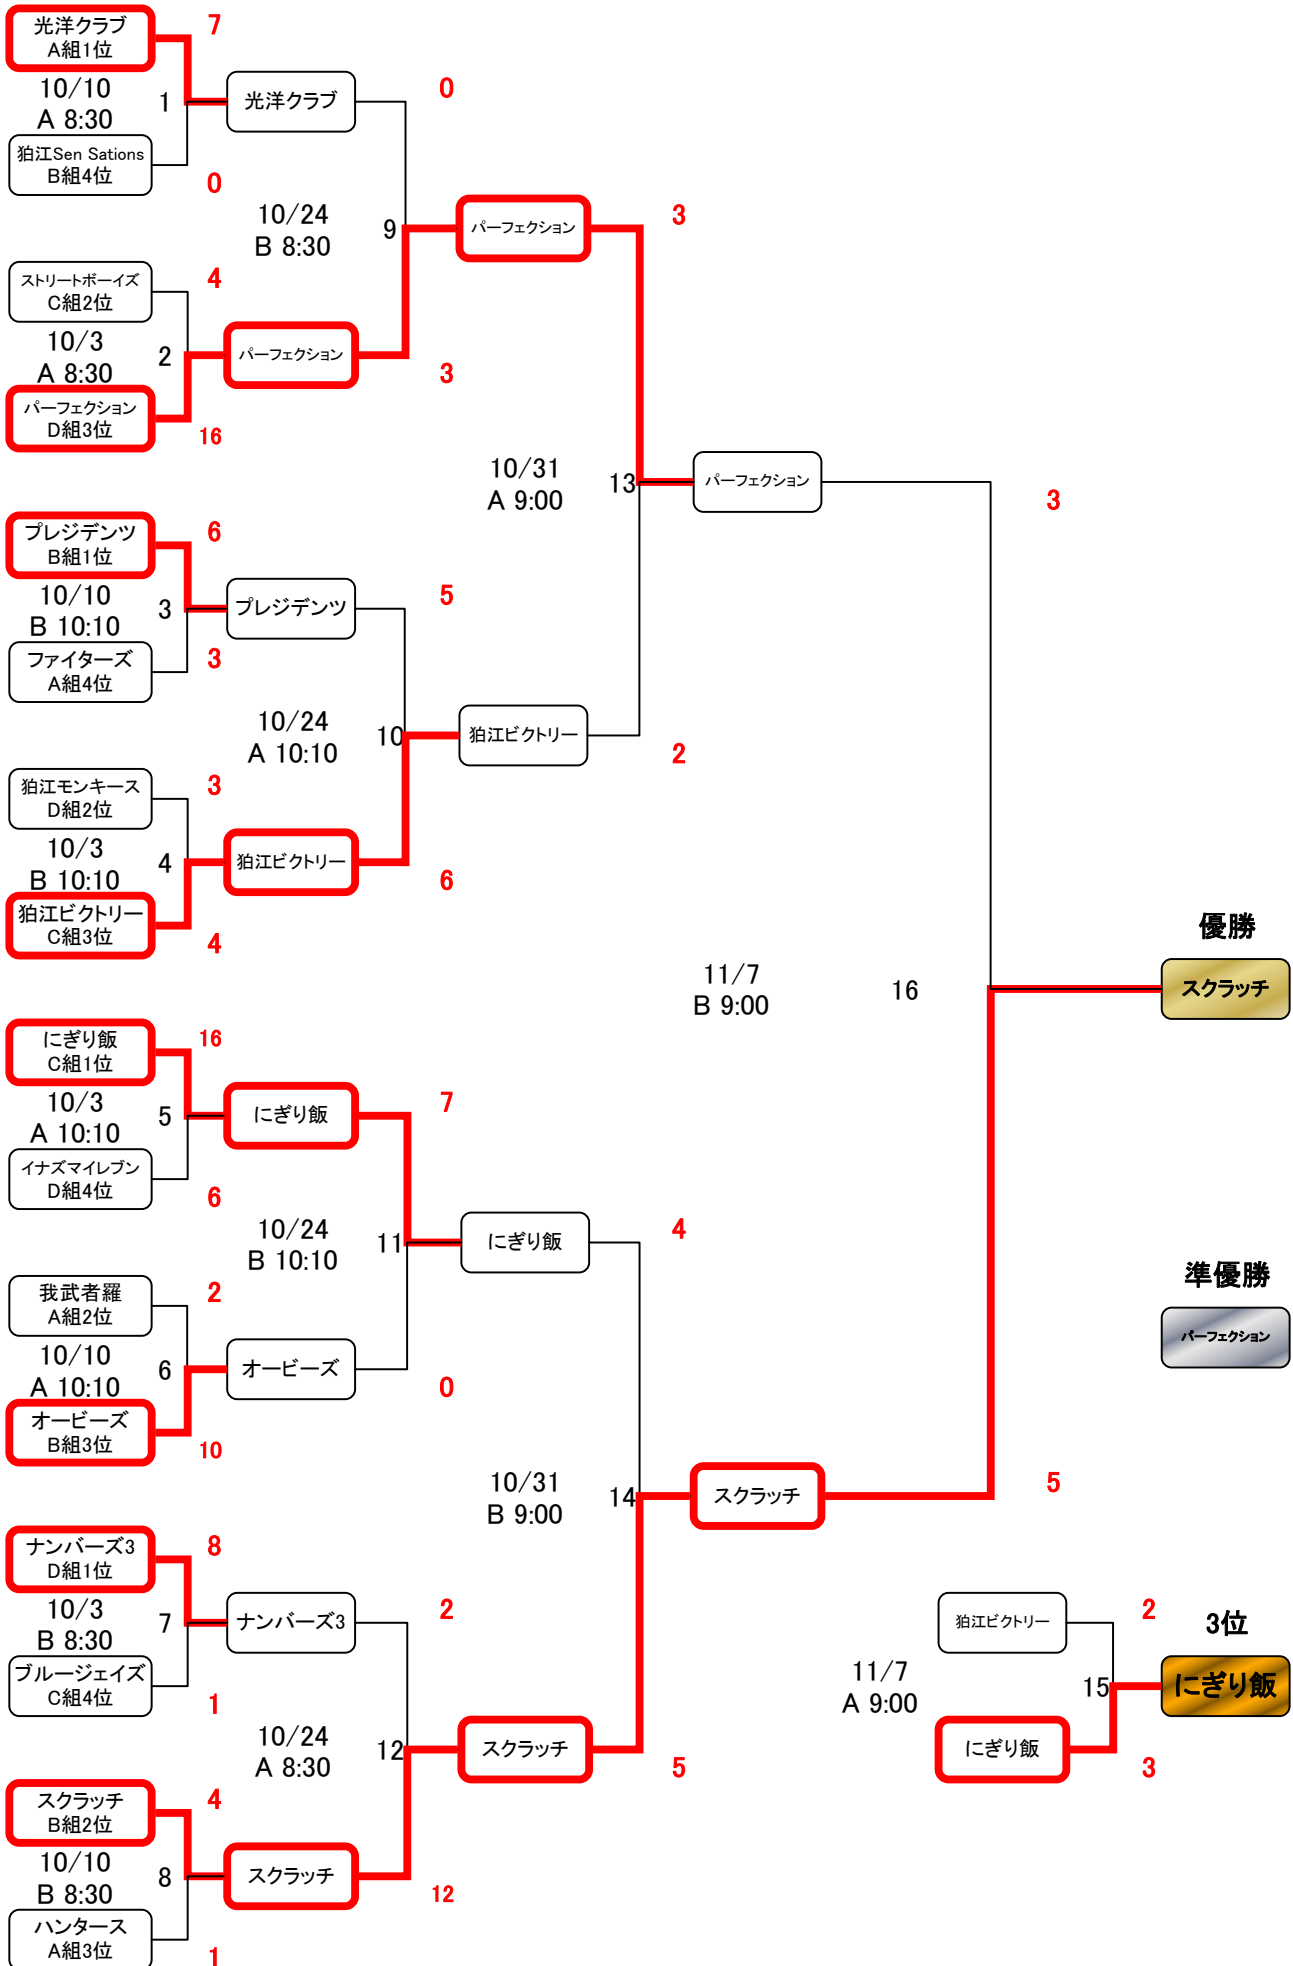 光洋クラブ
A組1位
7
10/10
A 8:30
1
光洋クラブ
0
狛江Sen Sations
B組4位
0
10/24
B 8:30
9
パーフェクション
3
ストリートボーイズ
C組2位
4
10/3
A 8:30
2
パーフェクション
3
パーフェクション
D組3位
16
10/31
A 9:00
13
パーフェクション
3
プレジデンツ
B組1位
6
10/10
B 10:10
3
プレジデンツ
5
ファイターズ
A組4位
3
10/24
A 10:10
10
狛江ビクトリー
2
狛江モンキース
D組2位
3
10/3
B 10:10
4
狛江ビクトリー
6
狛江ビクトリー
C組3位
4
11/7
B 9:00
16
優勝
スクラッチ
にぎり飯
C組1位
16
10/3
A 10:10
5
にぎり飯
7
イナズマイレブン
D組4位
6
10/24
B 10:10
11
にぎり飯
4
準優勝
パーフェクション
我武者羅
A組2位
2
10/10
A 10:10
6
オービーズ
0
オービーズ
B組3位
10
10/31
B 9:00
14
スクラッチ
5
ナンバーズ3
D組1位
8
10/3
B 8:30
7
ナンバーズ3
2
ブルージェイズ
C組4位
1
10/24
A 8:30
12
スクラッチ
5
狛江ビクトリー
2
11/7
A 9:00
15
3位
にぎり飯
にぎり飯
3
スクラッチ
B組2位
4
10/10
B 8:30
8
スクラッチ
12
ハンタース
A組3位
1